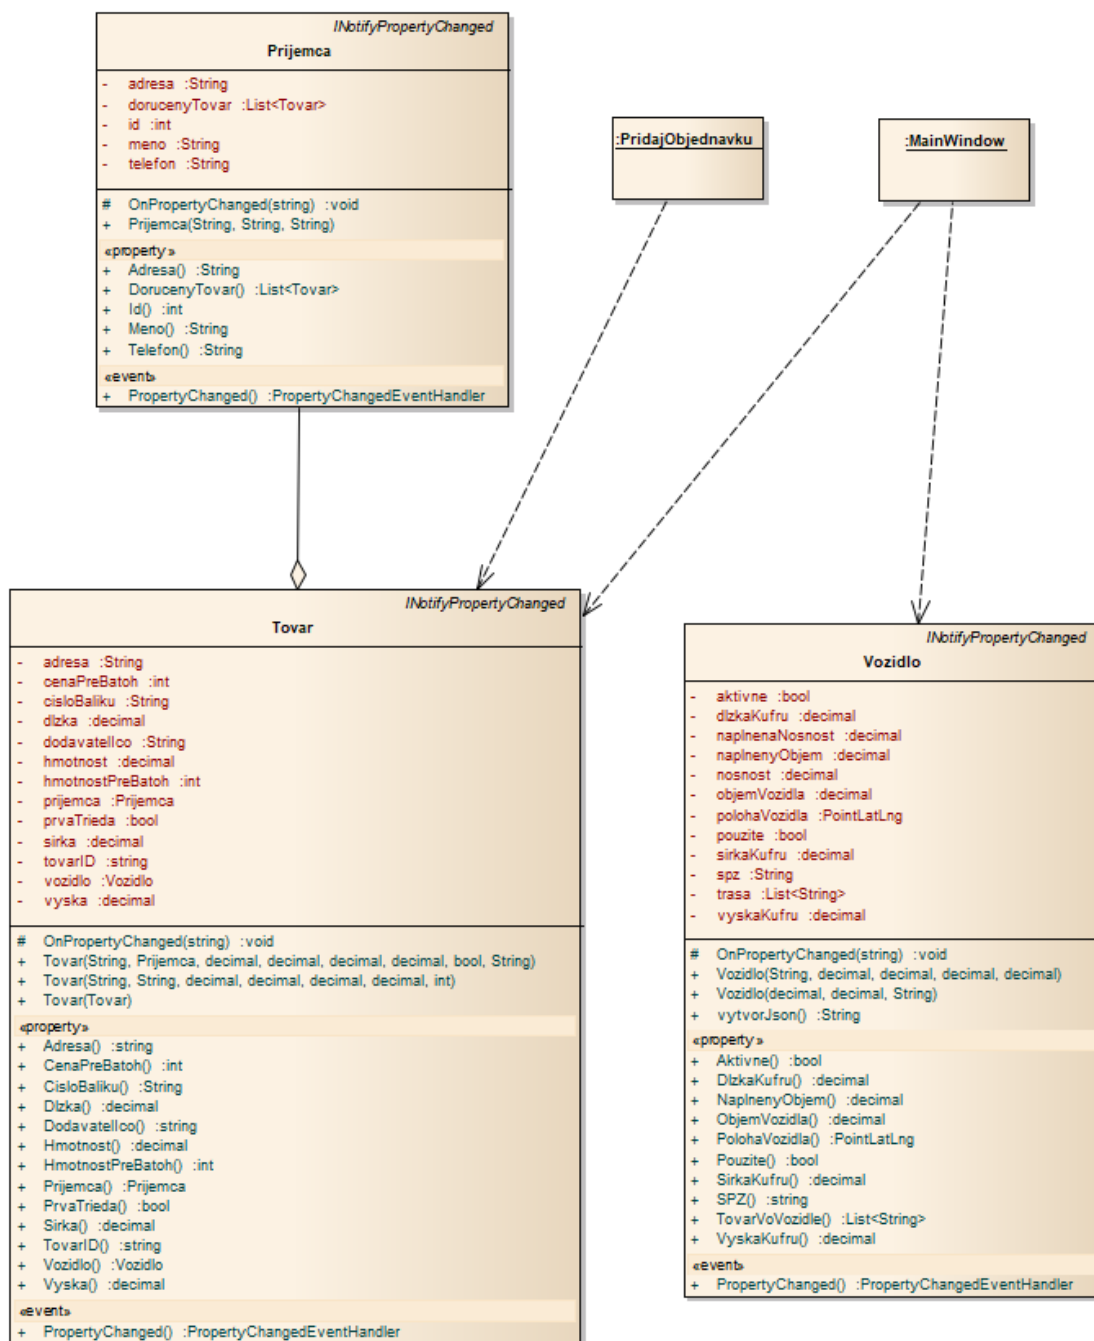 INotifyPropertyChanged
Prijemca
- adresa :String
- dorucenyTovar :List<Tovar>
- id :int
- meno :String
- telefon :String
# OnPropertyChanged(string) :void
+ Prijemca(String, String, String)
«property»
+ Adresa() :String
+ DorucenyTovar() :List<Tovar>
+ Id() :int
+ Meno() :String
+ Telefon() :String
«event»
+ PropertyChanged() :PropertyChangedEventHandler
:PridajObjednavku
:MainWindow
INotifyPropertyChanged
Tovar
- adresa :String
- cenaPreBatoh :int
- cisloBaliku :String
- dlzka :decimal
- dodavatelIco :String
- hmotnost :decimal
- hmotnostPreBatoh :int
- prijemca :Prijemca
- prvaTrieda :bool
- sirka :decimal
- tovarID :string
- vozidlo :Vozidlo
- vyska :decimal
# OnPropertyChanged(string) :void
+ Tovar(String, Prijemca, decimal, decimal, decimal, decimal, bool, String)
+ Tovar(String, String, decimal, decimal, decimal, decimal, int)
+ Tovar(Tovar)
«property»
+ Adresa() :string
+ CenaPreBatoh() :int
+ CisloBaliku() :String
+ Dlzka() :decimal
+ DodavatelIco() :string
+ Hmotnost() :decimal
+ HmotnostPreBatoh() :int
+ Prijemca() :Prijemca
+ PrvaTrieda() :bool
+ Sirka() :decimal
+ TovarID() :string
+ Vozidlo() :Vozidlo
+ Vyska() :decimal
«event»
+ PropertyChanged() :PropertyChangedEventHandler
INotifyPropertyChanged
Vozidlo
- aktivne :bool
- dlzkaKufru :decimal
- naplnenaNosnost :decimal
- naplnenyObjem :decimal
- nosnost :decimal
- objemVozidla :decimal
- polohaVozidla :PointLatLng
- pouzite :bool
- sirkaKufru :decimal
- spz :String
- trasa :List<String>
- vyskaKufru :decimal
# OnPropertyChanged(string) :void
+ Vozidlo(String, decimal, decimal, decimal, decimal)
+ Vozidlo(decimal, decimal, String)
+ vytvorJson() :String
«property»
+ Aktivne() :bool
+ DlzkaKufru() :decimal
+ NaplnenyObjem() :decimal
+ ObjemVozidla() :decimal
+ PolohaVozidla() :PointLatLng
+ Pouzite() :bool
+ SirkaKufru() :decimal
+ SPZ() :string
+ TovarVoVozidle() :List<String>
+ VyskaKufru() :decimal
«event»
+ PropertyChanged() :PropertyChangedEventHandler